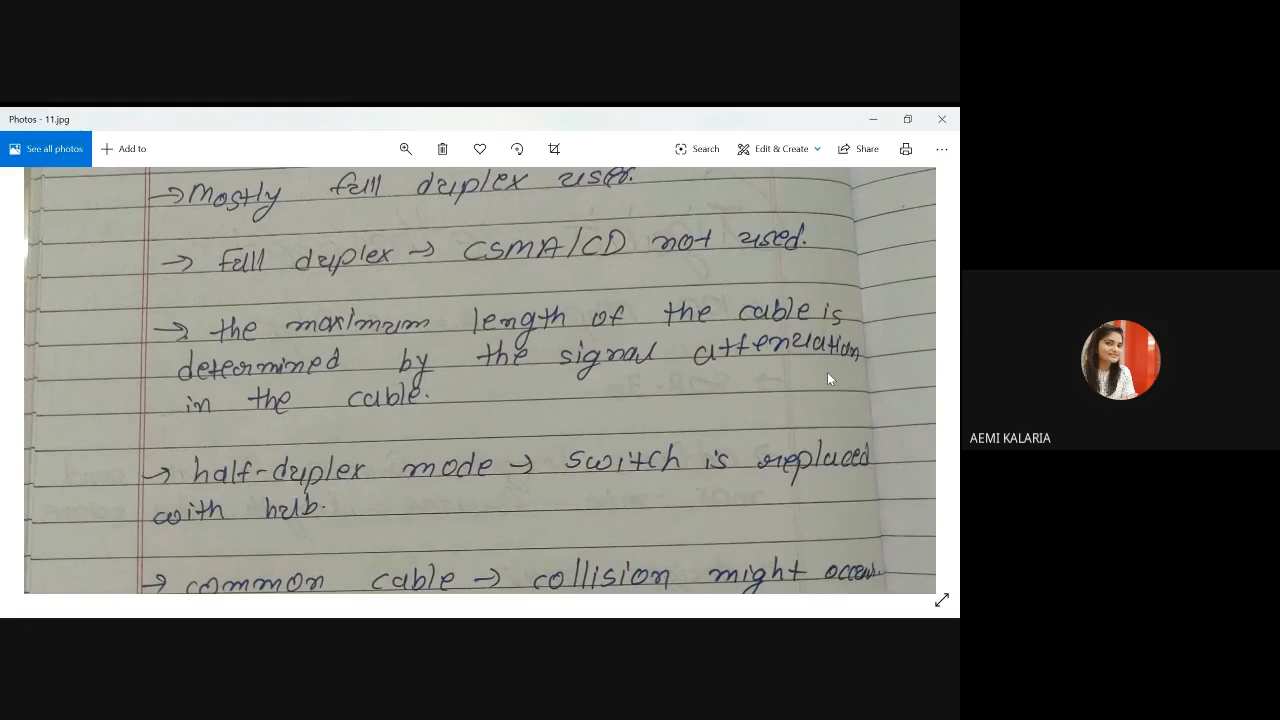 Photos - 11.jpg
See all photos
Add to
Search
Edit & Create
Share
→ Mostly full duplex user.
→ full duplex → CSMA/CD not used.
→ the maximum length of the cable is
determined by the signal attenuation
in the cable.
→ half-duplex mode → switch is replaced
with hub.
→ common cable → collision might occur.
AEMI KALARIA